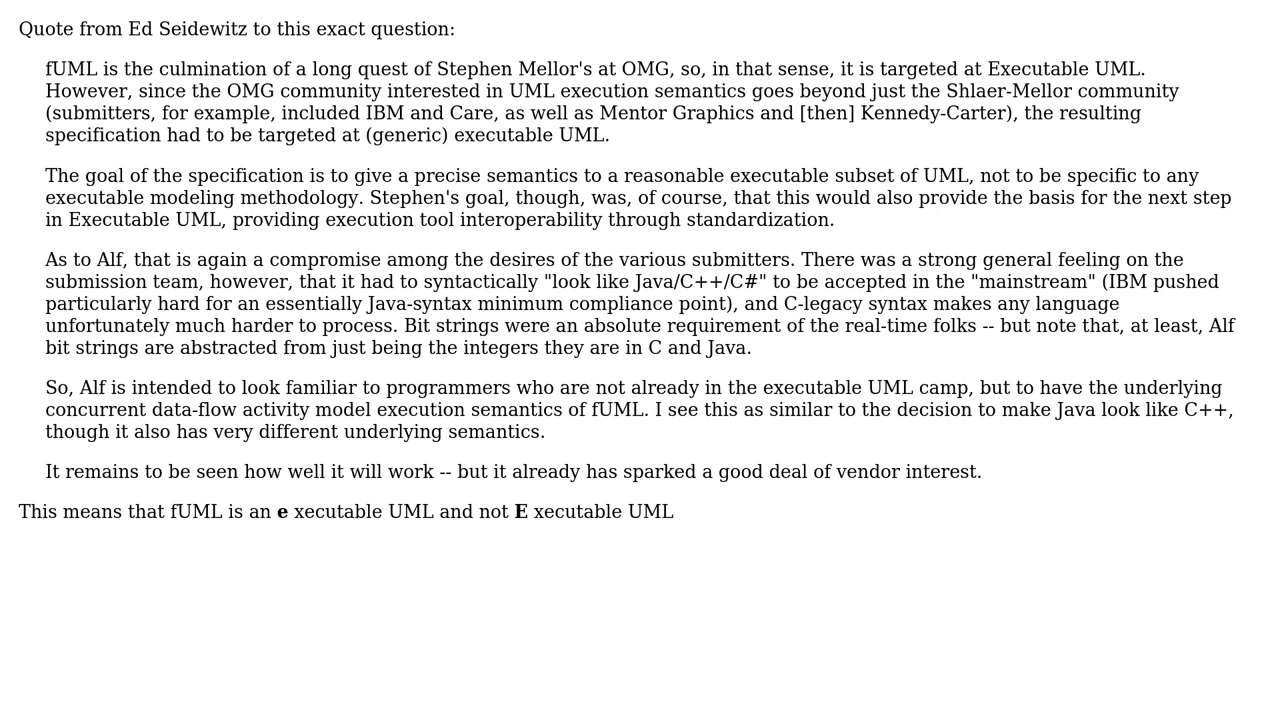 Quote from Ed Seidewitz to this exact question:
fUML is the culmination of a long quest of Stephen Mellor's at OMG, so, in that sense, it is targeted at Executable UML.
However, since the OMG community interested in UML execution semantics goes beyond just the Shlaer-Mellor community
(submitters, for example, included IBM and Care, as well as Mentor Graphics and [then] Kennedy-Carter), the resulting
specification had to be targeted at (generic) executable UML.
The goal of the specification is to give a precise semantics to a reasonable executable subset of UML, not to be specific to any
executable modeling methodology. Stephen's goal, though, was, of course, that this would also provide the basis for the next step
in Executable UML, providing execution tool interoperability through standardization.
As to Alf, that is again a compromise among the desires of the various submitters. There was a strong general feeling on the
submission team, however, that it had to syntactically "look like Java/C++/C#" to be accepted in the "mainstream" (IBM pushed
particularly hard for an essentially Java-syntax minimum compliance point), and C-legacy syntax makes any language
unfortunately much harder to process. Bit strings were an absolute requirement of the real-time folks -- but note that, at least, Alf
bit strings are abstracted from just being the integers they are in C and Java.
So, Alf is intended to look familiar to programmers who are not already in the executable UML camp, but to have the underlying
concurrent data-flow activity model execution semantics of fUML. I see this as similar to the decision to make Java look like C++,
though it also has very different underlying semantics.
It remains to be seen how well it will work -- but it already has sparked a good deal of vendor interest.
This means that fUML is an e xecutable UML and not E xecutable UML